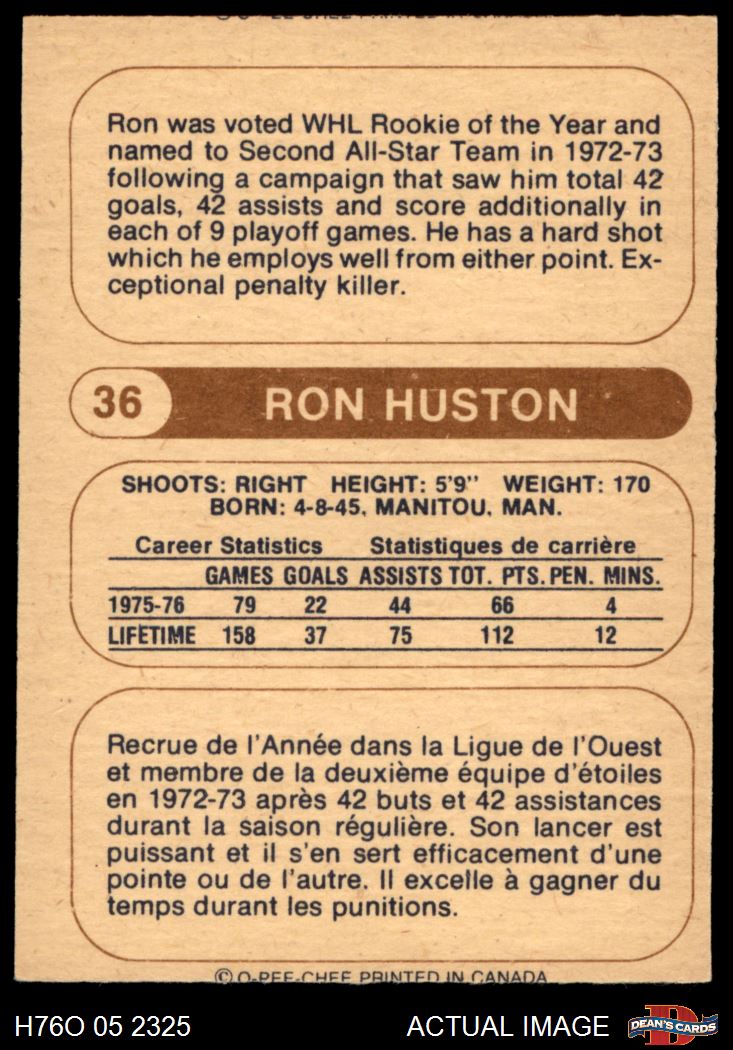 Ron was voted WHL Rookie of the Year and
named to Second All-Star Team in 1972-73
following a campaign that saw him total 42
goals, 42 assists and score additionally in
each of 9 playoff games. He has a hard shot
which he employs well from either point. Ex-
ceptional penalty killer.
36 RON HUSTON
SHOOTS: RIGHT HEIGHT: 5'9" WEIGHT: 170
BORN: 4-8-45, MANITOU, MAN.
Career Statistics Statistiques de carrière
GAMES GOALS ASSISTS TOT. PTS. PEN. MINS.
1975-76 79 22 44 66 4
LIFETIME 158 37 75 112 12
Recrue de l'Année dans la Ligue de l'Ouest
et membre de la deuxième équipe d'étoiles
en 1972-73 après 42 buts et 42 assistances
durant la saison régulière. Son lancer est
puissant et il s'en sert efficacement d'une
pointe ou de l'autre. Il excelle à gagner du
temps durant les punitions.
© O-PEE-CHEE PRINTED IN CANADA
H76O 05 2325 ACTUAL IMAGE DEAN'S CARDS